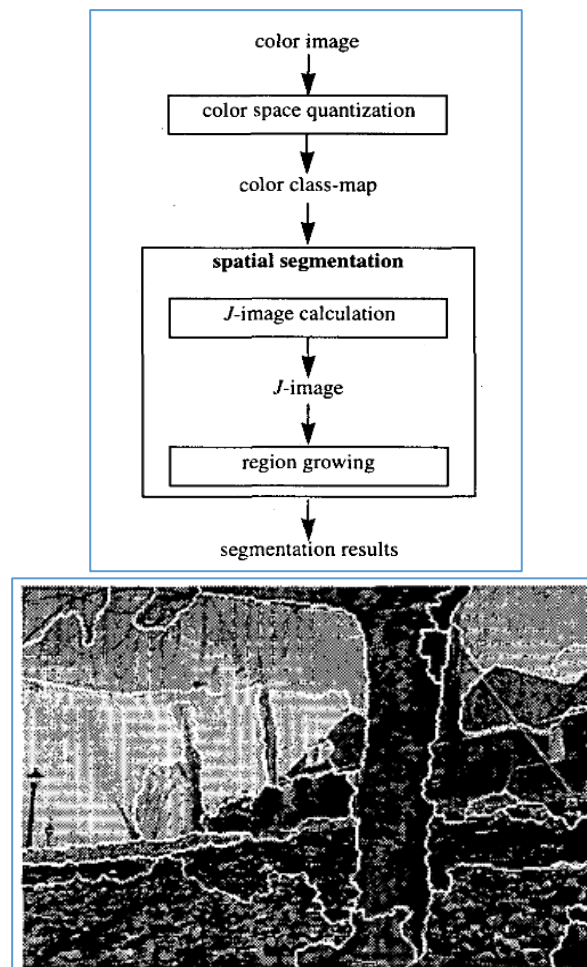 color image
color space quantization
color class-map
spatial segmentation
J-image calculation
J-image
region growing
segmentation results